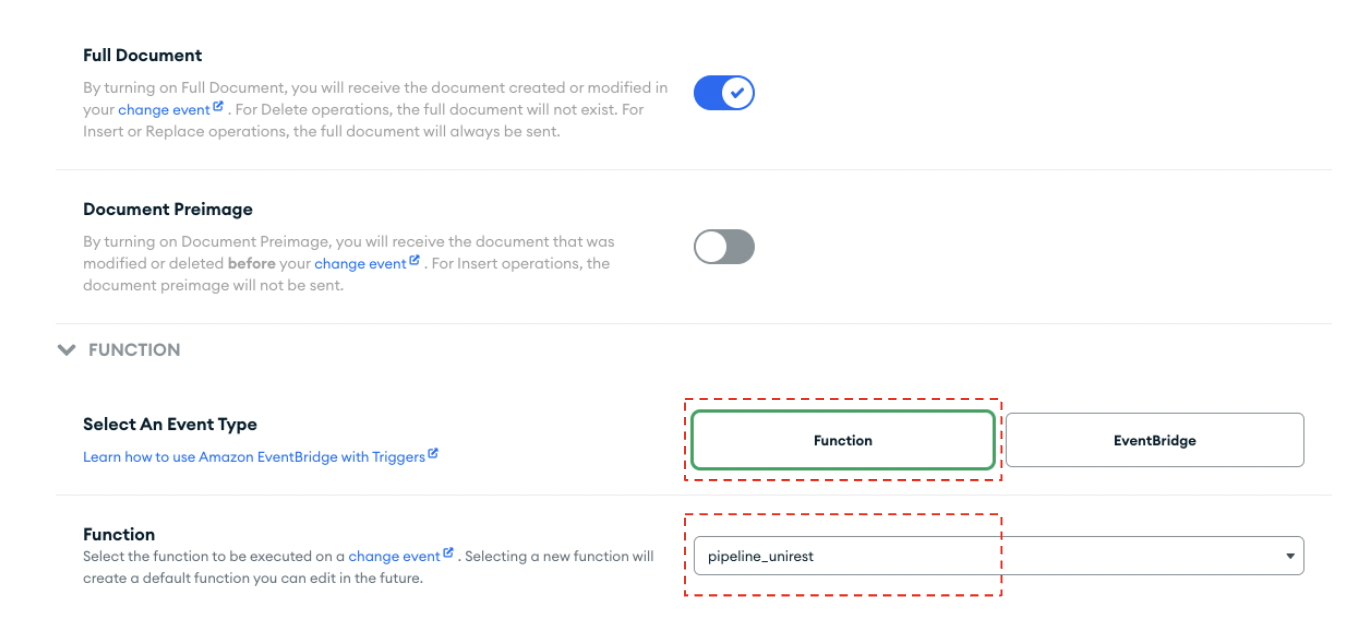 Full Document
By turning on Full Document, you will receive the document created or modified in
your change event . For Delete operations, the full document will not exist. For
Insert or Replace operations, the full document will always be sent.
Document Preimage
By turning on Document Preimage, you will receive the document that was
modified or deleted before your change event . For Insert operations, the
document preimage will not be sent.
FUNCTION
Select An Event Type
Learn how to use Amazon EventBridge with Triggers
Function
EventBridge
Function
Select the function to be executed on a change event . Selecting a new function will
create a default function you can edit in the future.
pipeline_unirest